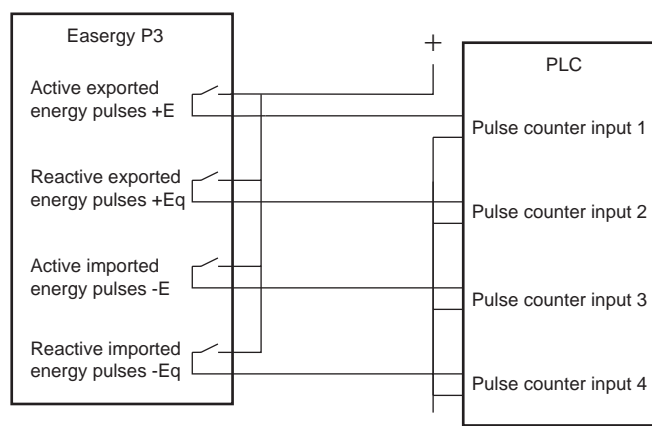 Easergy P3
Active exported
energy pulses +E
Reactive exported
energy pulses +Eq
Active imported
energy pulses -E
Reactive imported
energy pulses -Eq
+
PLC
Pulse counter input 1
Pulse counter input 2
Pulse counter input 3
Pulse counter input 4